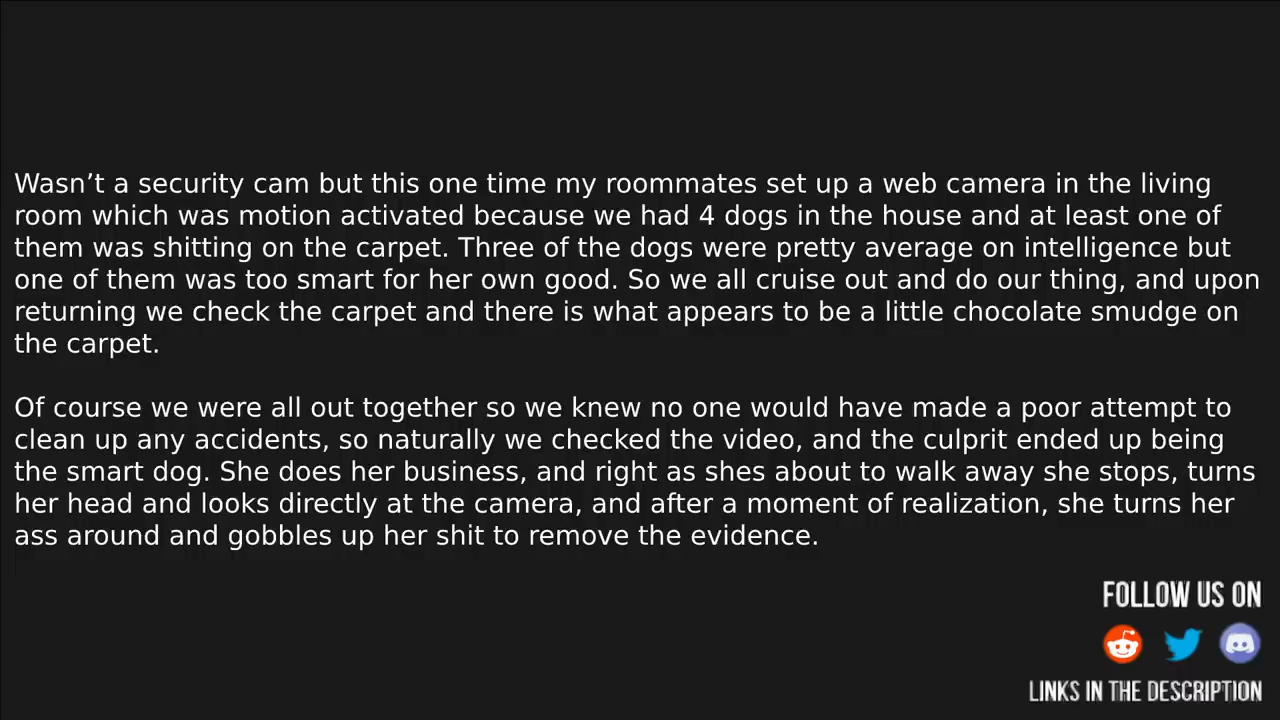 Wasn’t a security cam but this one time my roommates set up a web camera in the living
room which was motion activated because we had 4 dogs in the house and at least one of
them was shitting on the carpet. Three of the dogs were pretty average on intelligence but
one of them was too smart for her own good. So we all cruise out and do our thing, and upon
returning we check the carpet and there is what appears to be a little chocolate smudge on
the carpet.
Of course we were all out together so we knew no one would have made a poor attempt to
clean up any accidents, so naturally we checked the video, and the culprit ended up being
the smart dog. She does her business, and right as shes about to walk away she stops, turns
her head and looks directly at the camera, and after a moment of realization, she turns her
ass around and gobbles up her shit to remove the evidence.
FOLLOW US ON
LINKS IN THE DESCRIPTION